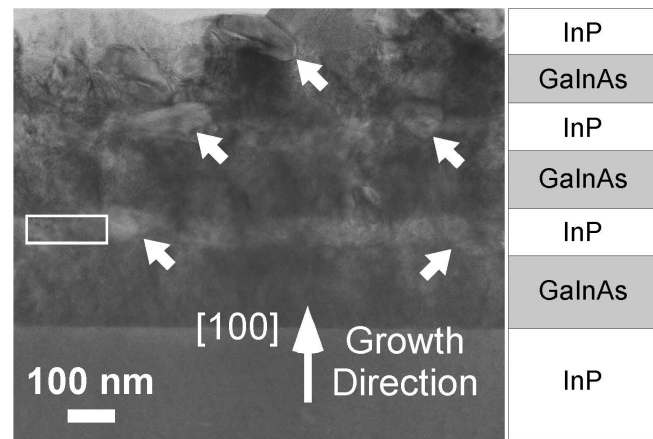 InP
GaInAs
InP
GaInAs
InP
GaInAs
InP
[100]
Growth
Direction
100 nm